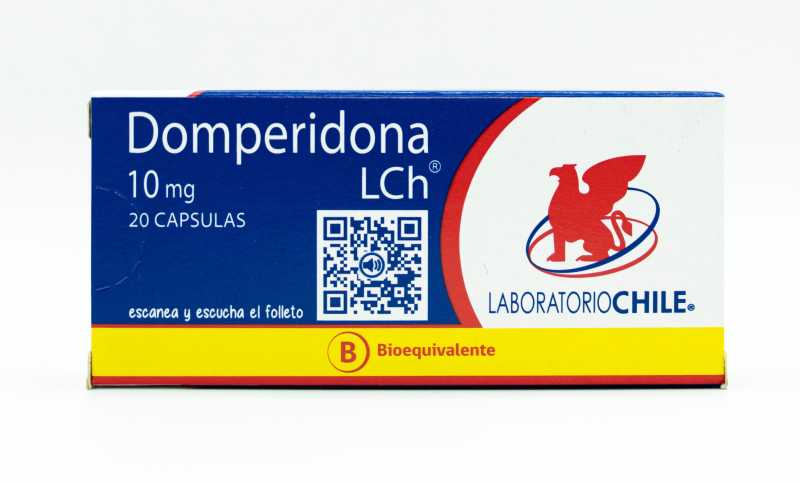 Domperidona
LCh®
10 mg
20 CAPSULAS
escanea y escucha el folleto
LABORATORIOCHILE®
B Bioequivalente